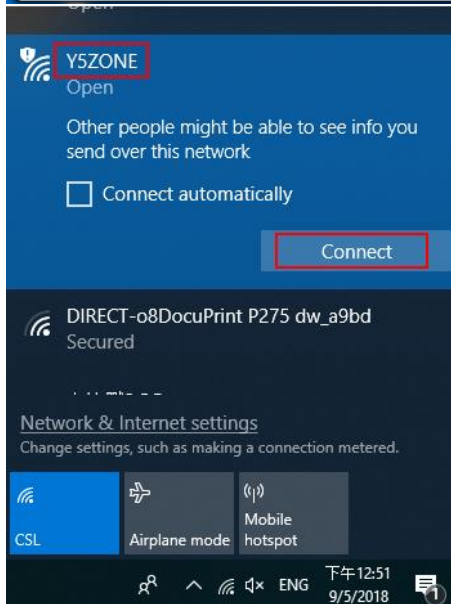 Open
Y5ZONE
Open
Other people might be able to see info you
send over this network
Connect automatically
Connect
DIRECT-o8DocuPrint P275 dw_a9bd
Secured
Network & Internet settings
Change settings, such as making a connection metered.
CSL
Airplane mode
Mobile
hotspot
ENG
下午12:51
9/5/2018
1